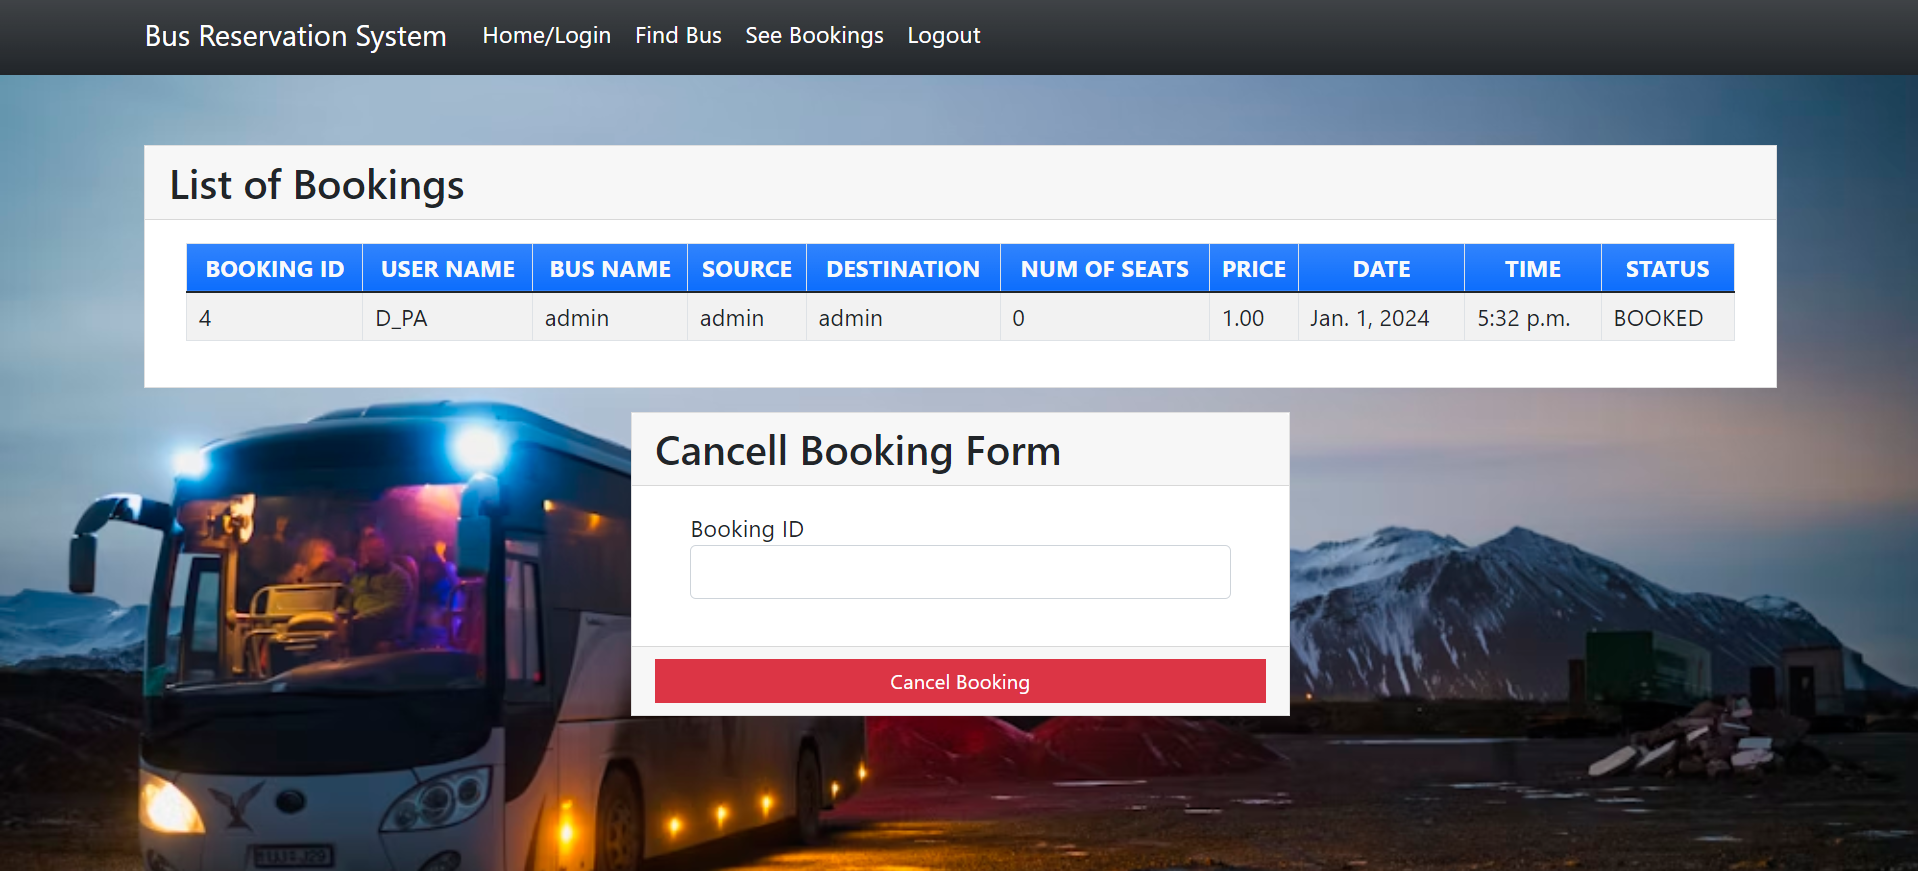 Bus Reservation System Home/Login Find Bus See Bookings Logout
List of Bookings
BOOKING ID USER NAME BUS NAME SOURCE DESTINATION NUM OF SEATS PRICE DATE TIME STATUS
4 D_PA admin admin admin 0 1.00 Jan. 1, 2024 5:32 p.m. BOOKED
Cancell Booking Form
Booking ID
Cancel Booking